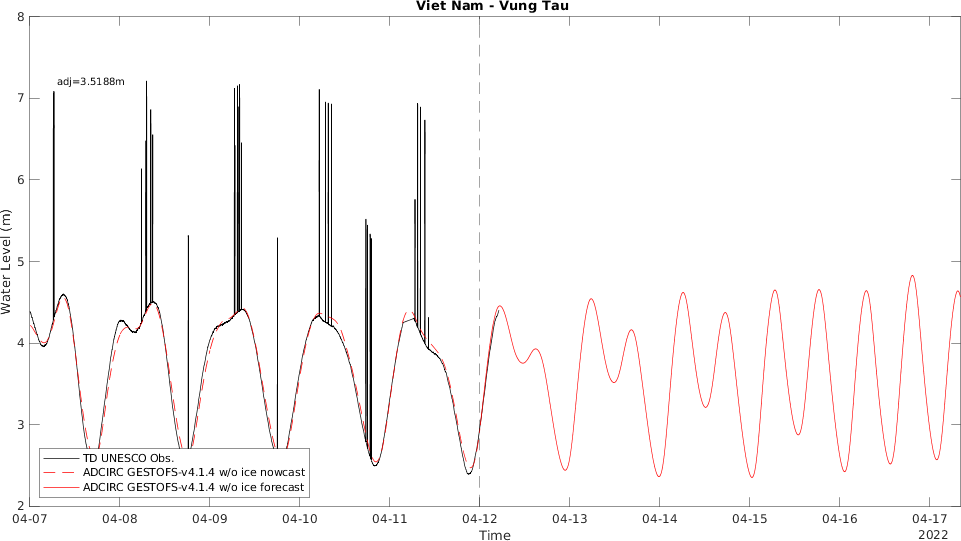 Viet Nam - Vung Tau
8
7
6
5
4
3
2
Water Level (m)
adj=3.5188m
TD UNESCO Obs.
ADCIRC GESTOFS-v4.1.4 w/o ice nowcast
ADCIRC GESTOFS-v4.1.4 w/o ice forecast
04-07 04-08 04-09 04-10 04-11 04-12 04-13 04-14 04-15 04-16 04-17
Time
2022